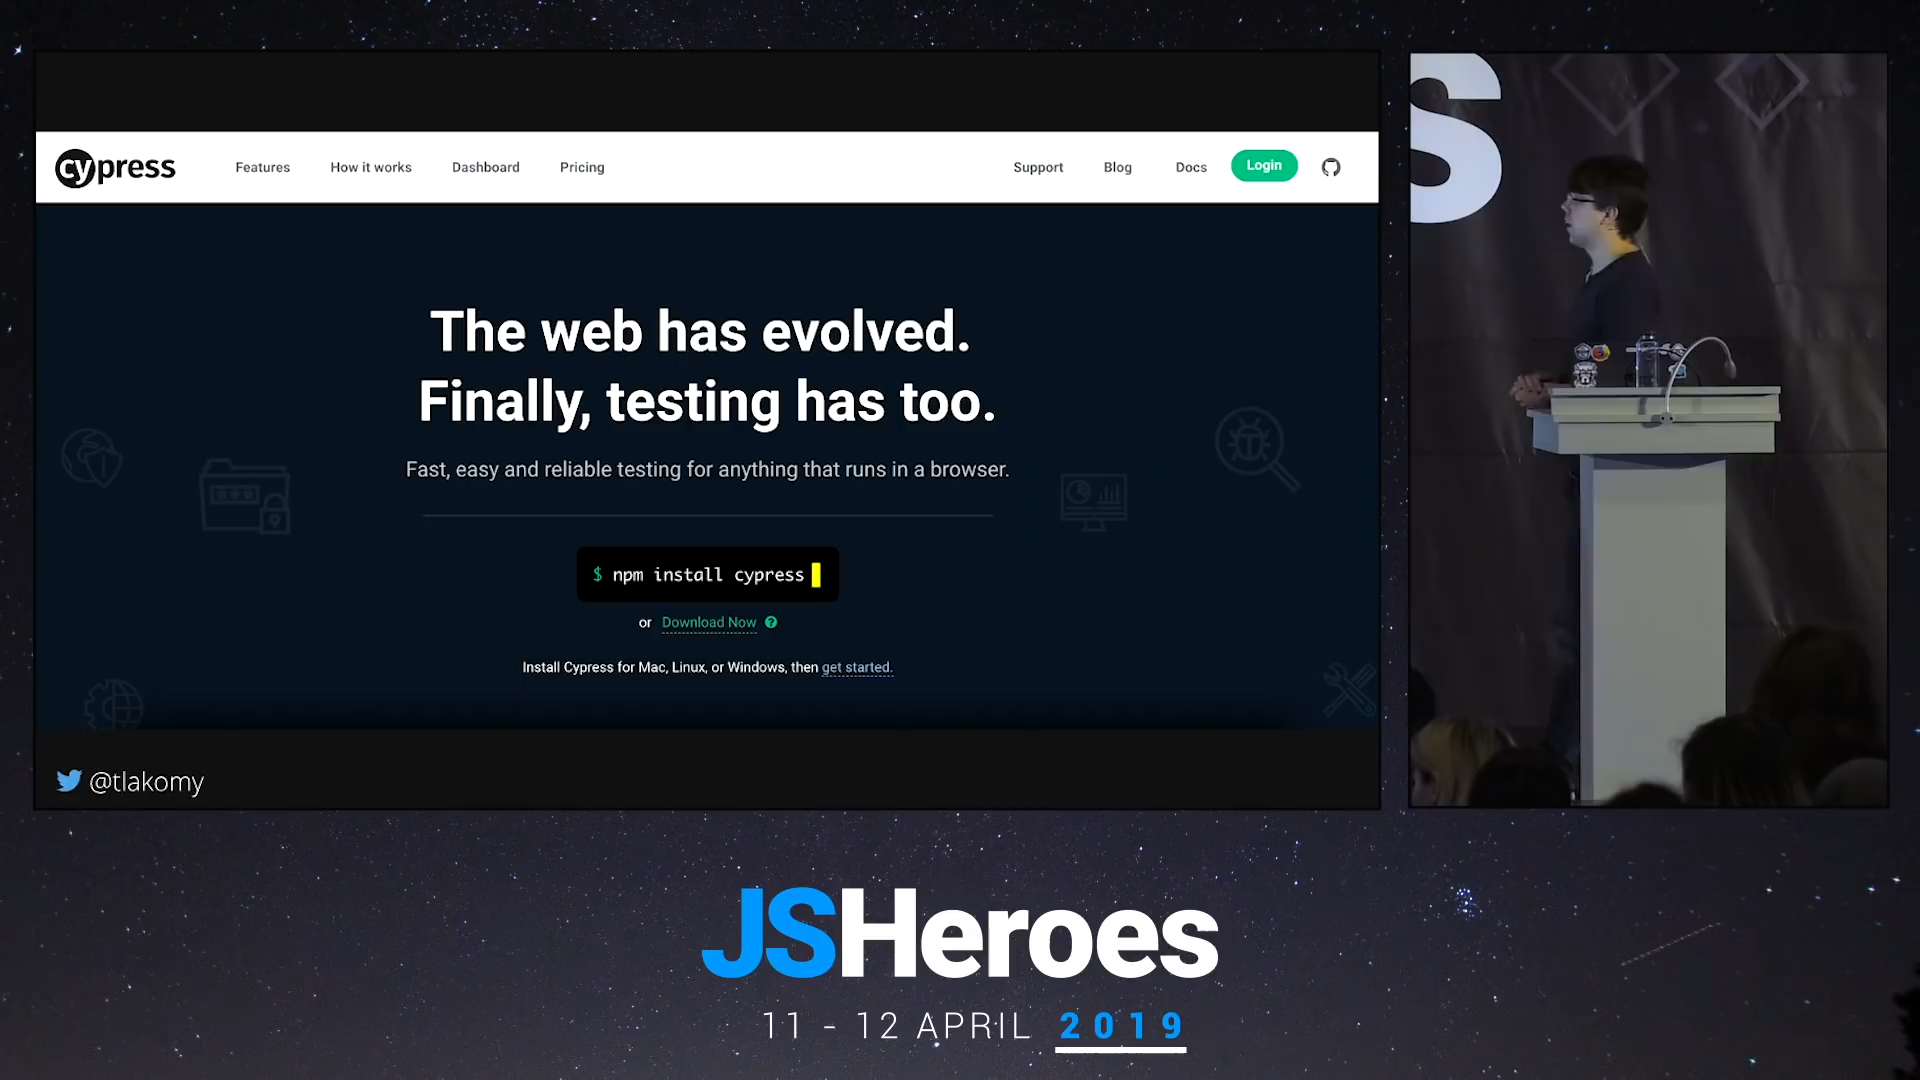 cypress
Features How it works Dashboard Pricing
Support Blog Docs Login
The web has evolved.
Finally, testing has too.
Fast, easy and reliable testing for anything that runs in a browser.
$ npm install cypress
or Download Now ?
Install Cypress for Mac, Linux, or Windows, then get started.
@tlakomy
S
JSHeroes
11 - 12 APRIL 2019